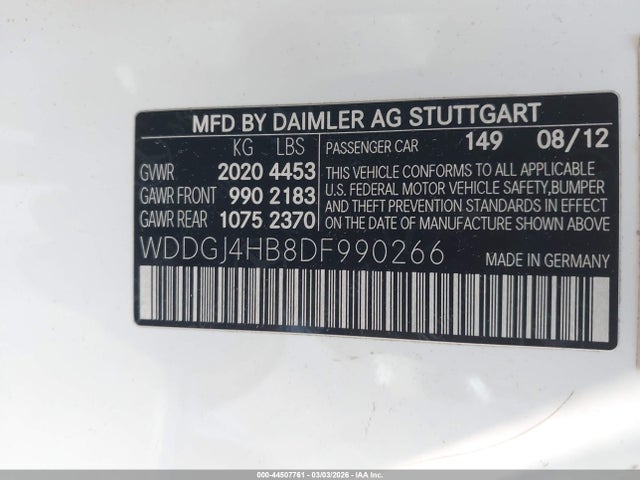 MFD BY DAIMLER AG STUTTGART
KG LBS PASSENGER CAR 149 08/12
GVWR 2020 4453
GAWR FRONT 990 2183
GAWR REAR 1075 2370
THIS VEHICLE CONFORMS TO ALL APPLICABLE
U.S. FEDERAL MOTOR VEHICLE SAFETY,BUMPER
AND THEFT PREVENTION STANDARDS IN EFFECT
ON THE DATE OF MANUFACTURE SHOWN ABOVE.
WDDGJ4HB8DF990266 MADE IN GERMANY
000-44507761 - 03/03/2026 - IAA, Inc.